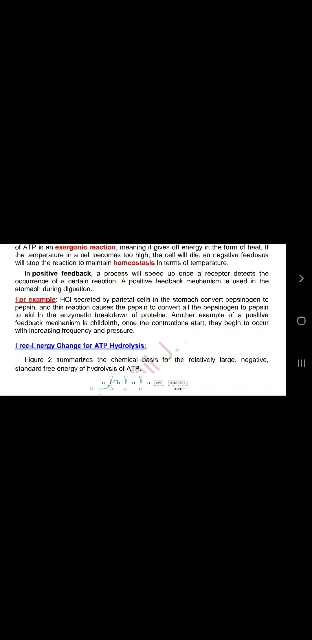 of ATP is an exergonic reaction, meaning it gives off energy in the form of heat. If
the temperature in a cell becomes too high, the cell will die, so negative feedback
will stop the reaction to maintain homeostasis in terms of temperature.
In positive feedback, a process will speed up once a receptor detects the
occurrence of a certain reaction. A positive feedback mechanism is used in the
stomach during digestion.
For example: HCl secreted by parietal cells in the stomach convert pepsinogen to
pepsin, and this reaction causes the pepsin to convert all the pepsinogen to pepsin
to aid in the enzymatic breakdown of proteins. Another example of a positive
feedback mechanism is childbirth, once the contractions start, they begin to occur
with increasing frequency and pressure.
Free-Energy Change for ATP Hydrolysis:
Figure 2 summarizes the chemical basis for the relatively large, negative,
standard free energy of hydrolysis of ATP.